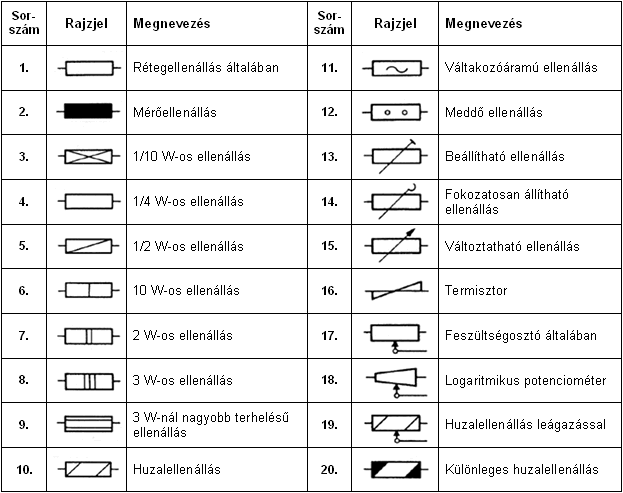 Sor-
szám
Rajzjel
Megnevezés
Sor-
szám
Rajzjel
Megnevezés
1.
Rétegellenállás általában
11.
Váltakozóáramú ellenállás
2.
Mérőellenállás
12.
Meddő ellenállás
3.
1/10 W-os ellenállás
13.
Beállítható ellenállás
4.
1/4 W-os ellenállás
14.
Fokozatosan állítható
ellenállás
5.
1/2 W-os ellenállás
15.
Változtatható ellenállás
6.
10 W-os ellenállás
16.
Termisztor
7.
2 W-os ellenállás
17.
Feszültségosztó általában
8.
3 W-os ellenállás
18.
Logaritmikus potenciométer
9.
3 W-nál nagyobb terhelésű
ellenállás
19.
Huzalellenállás leágazással
10.
Huzalellenállás
20.
Különleges huzalellenállás